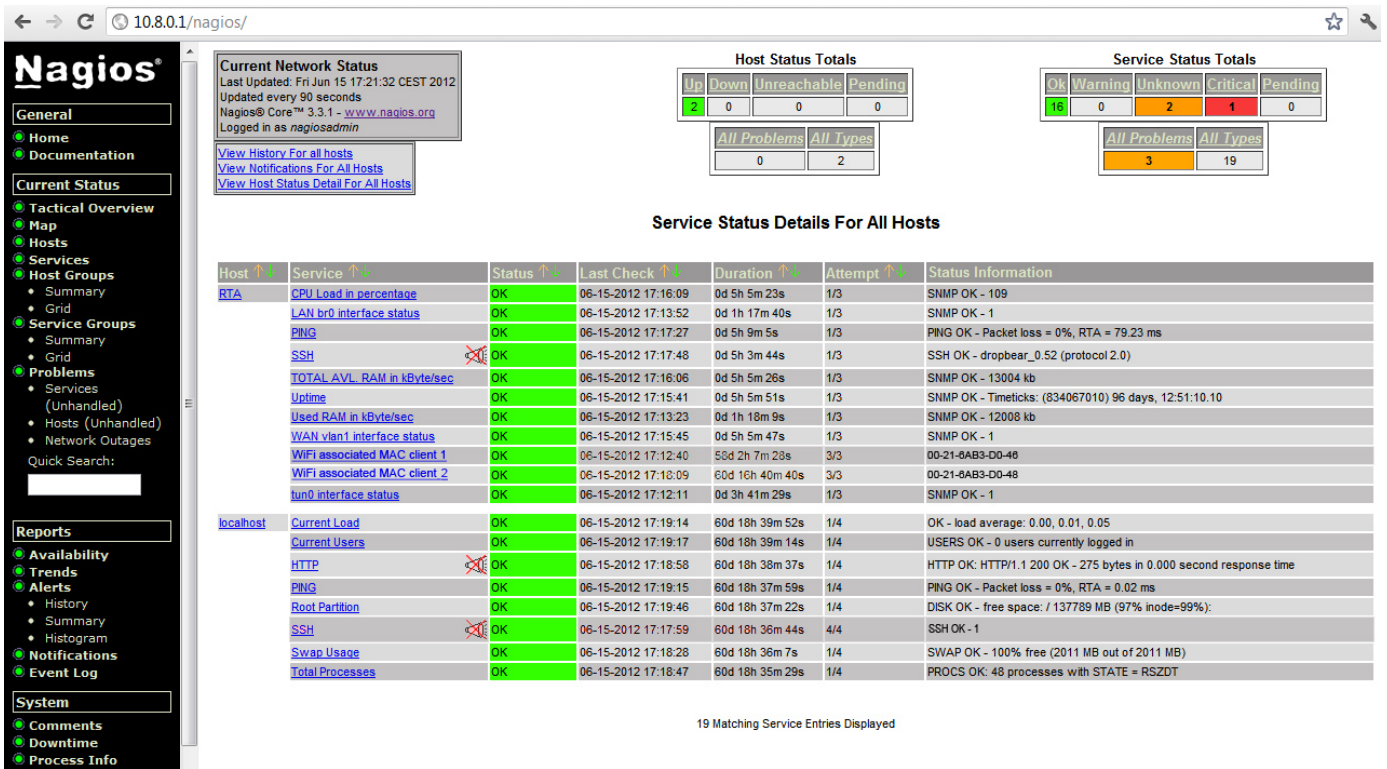 10.8.0.1/nagios/
Nagios®
General
Home
Documentation
Current Status
Tactical Overview
Map
Hosts
Services
Host Groups
• Summary
• Grid
Service Groups
• Summary
• Grid
Problems
• Services
(Unhandled)
• Hosts (Unhandled)
• Network Outages
Quick Search:
Reports
Availability
Trends
Alerts
• History
• Summary
• Histogram
Notifications
Event Log
System
Comments
Downtime
Process Info
Current Network Status
Last Updated: Fri Jun 15 17:21:32 CEST 2012
Updated every 90 seconds
Nagios® Core™ 3.3.1 - www.nagios.org
Logged in as nagiosadmin
View History For all hosts
View Notifications For All Hosts
View Host Status Detail For All Hosts
Host Status Totals
Up Down Unreachable Pending
2 0 0 0
All Problems All Types
0 2
Service Status Totals
Ok Warning Unknown Critical Pending
16 0 2 1 0
All Problems All Types
3 19
Service Status Details For All Hosts
Host Service Status Last Check Duration Attempt Status Information
RTA CPU Load in percentage OK 06-15-2012 17:16:09 0d 5h 5m 23s 1/3 SNMP OK - 109
LAN br0 interface status OK 06-15-2012 17:13:52 0d 1h 17m 40s 1/3 SNMP OK - 1
PING OK 06-15-2012 17:17:27 0d 5h 9m 5s 1/3 PING OK - Packet loss = 0%, RTA = 79.23 ms
SSH OK 06-15-2012 17:17:48 0d 5h 3m 44s 1/3 SSH OK - dropbear_0.52 (protocol 2.0)
TOTAL AVL. RAM in kByte/sec OK 06-15-2012 17:16:06 0d 5h 5m 26s 1/3 SNMP OK - 13004 kb
Uptime OK 06-15-2012 17:15:41 0d 5h 5m 51s 1/3 SNMP OK - Timeticks: (834067010) 96 days, 12:51:10.10
Used RAM in kByte/sec OK 06-15-2012 17:13:23 0d 1h 18m 9s 1/3 SNMP OK - 12008 kb
WAN vlan1 interface status OK 06-15-2012 17:15:45 0d 5h 5m 47s 1/3 SNMP OK - 1
WiFi associated MAC client 1 OK 06-15-2012 17:12:40 58d 2h 7m 28s 3/3 00-21-6AB3-D0-46
WiFi associated MAC client 2 OK 06-15-2012 17:18:09 60d 16h 40m 40s 3/3 00-21-6AB3-D0-48
tun0 interface status OK 06-15-2012 17:12:11 0d 3h 41m 29s 1/3 SNMP OK - 1
localhost Current Load OK 06-15-2012 17:19:14 60d 18h 39m 52s 1/4 OK - load average: 0.00, 0.01, 0.05
Current Users OK 06-15-2012 17:19:17 60d 18h 39m 14s 1/4 USERS OK - 0 users currently logged in
HTTP OK 06-15-2012 17:18:58 60d 18h 38m 37s 1/4 HTTP OK: HTTP/1.1 200 OK - 275 bytes in 0.000 second response time
PING OK 06-15-2012 17:19:15 60d 18h 37m 59s 1/4 PING OK - Packet loss = 0%, RTA = 0.02 ms
Root Partition OK 06-15-2012 17:19:46 60d 18h 37m 22s 1/4 DISK OK - free space: / 137789 MB (97% inode=99%):
SSH OK 06-15-2012 17:17:59 60d 18h 36m 44s 4/4 SSH OK - 1
Swap Usage OK 06-15-2012 17:18:28 60d 18h 36m 7s 1/4 SWAP OK - 100% free (2011 MB out of 2011 MB)
Total Processes OK 06-15-2012 17:18:47 60d 18h 35m 29s 1/4 PROCS OK: 48 processes with STATE = RSZDT
19 Matching Service Entries Displayed